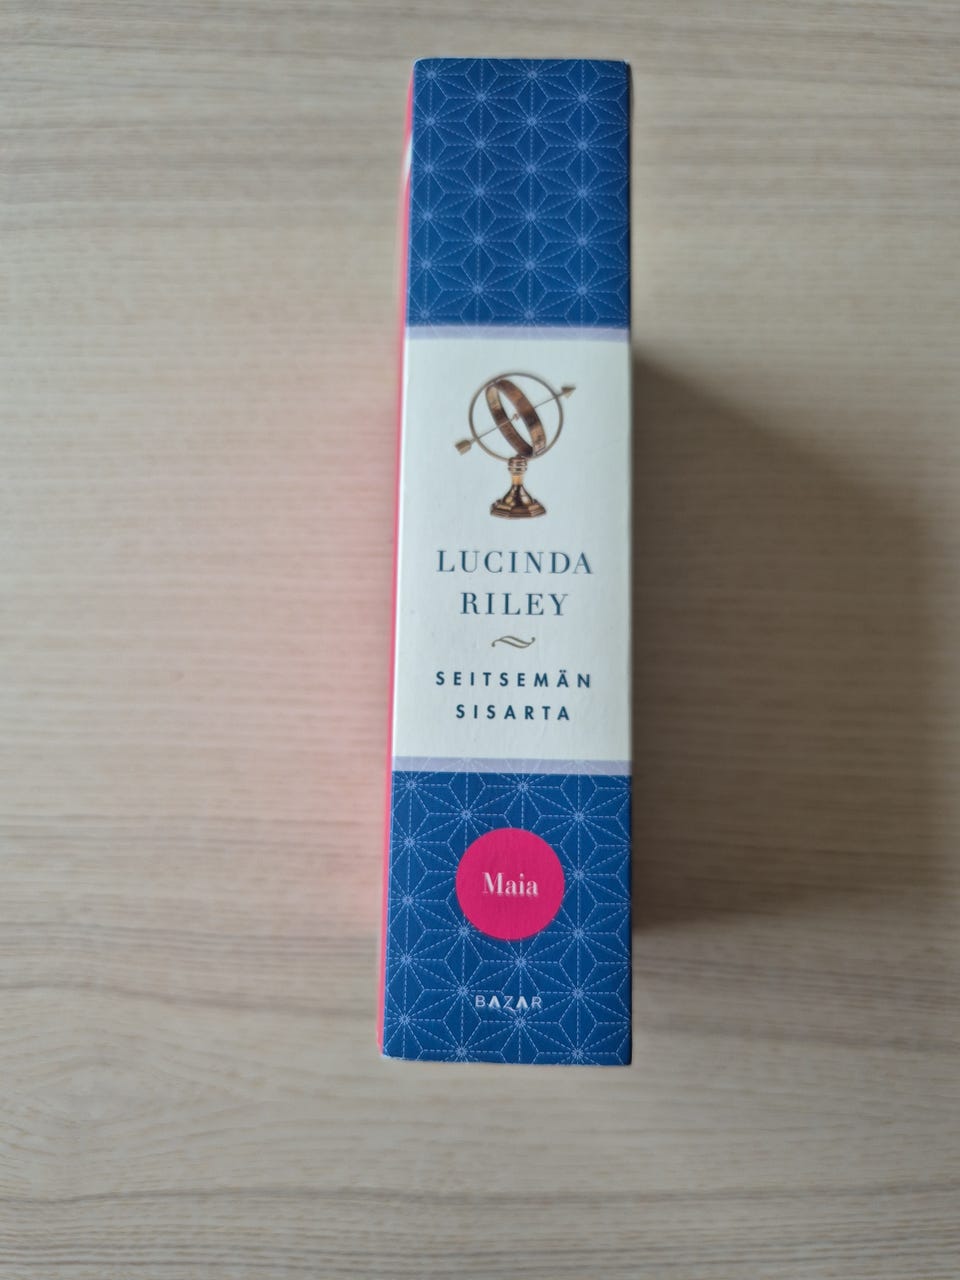 LUCINDA
RILEY
SEITSEMÄN
SISARTA
Maia
BAZAR